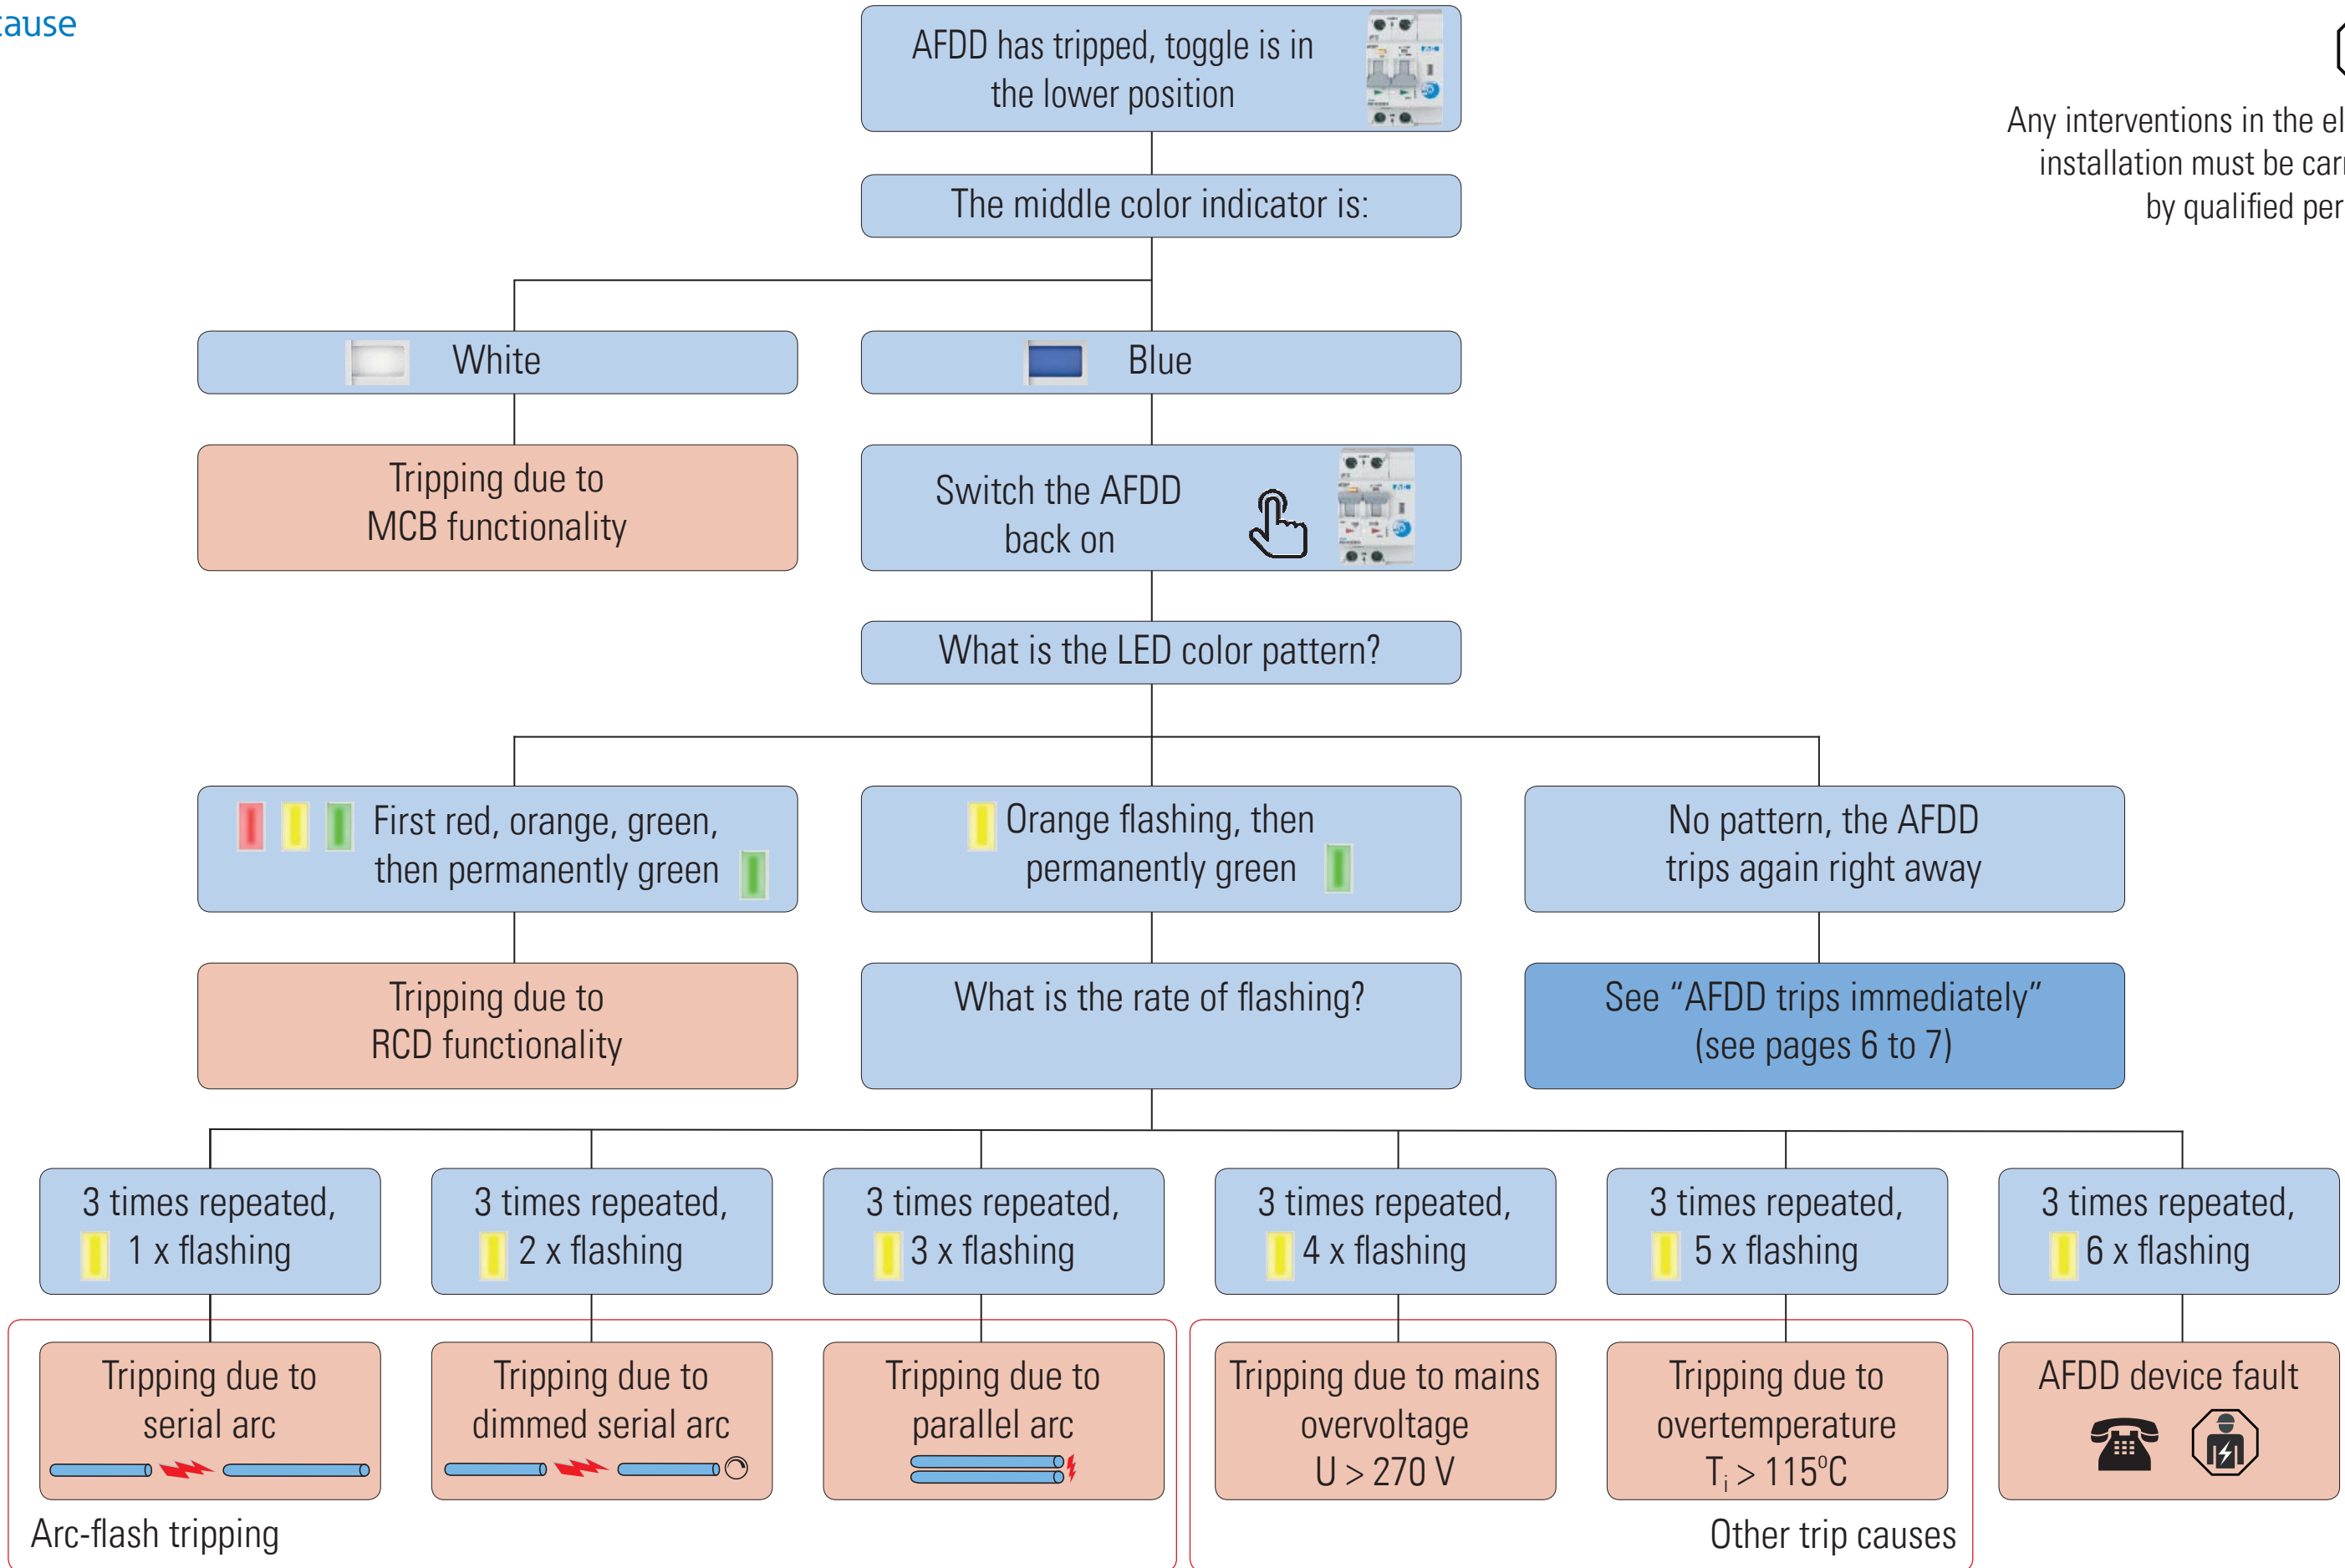 AFDD has tripped, toggle is in
the lower position
Any interventions in the
installation must be
by qualified
The middle color indicator is:
White
Blue
Tripping due to
MCB functionality
Switch the AFDD
back on
What is the LED color pattern?
First red, orange, green,
then permanently green
Orange flashing, then
permanently green
No pattern, the AFDD
trips again right away
Tripping due to
RCD functionality
What is the rate of flashing?
See “AFDD trips immediately”
(see pages 6 to 7)
3 times repeated,
1 x flashing
3 times repeated,
2 x flashing
3 times repeated,
3 x flashing
3 times repeated,
4 x flashing
3 times repeated,
5 x flashing
3 times repeated,
6 x flashing
Tripping due to
serial arc
Tripping due to
dimmed serial arc
Tripping due to
parallel arc
Tripping due to mains
overvoltage
U > 270 V
Tripping due to
overtemperature
Ti > 115°C
AFDD device fault
Arc-flash tripping
Other trip causes